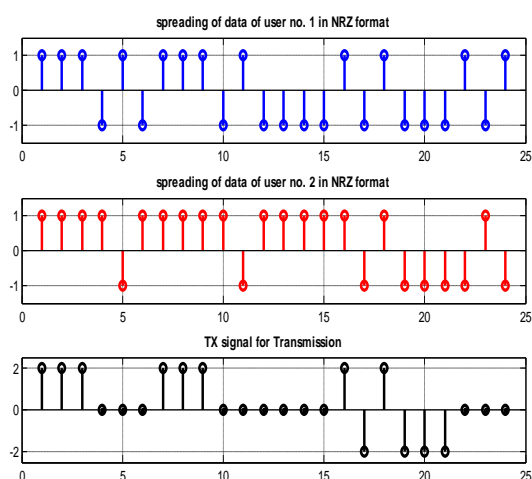 spreading of data of user no. 1 in NRZ format
1
0
-1
0 5 10 15 20 25
spreading of data of user no. 2 in NRZ format
1
0
-1
0 5 10 15 20 25
TX signal for Transmission
2
0
-2
0 5 10 15 20 25